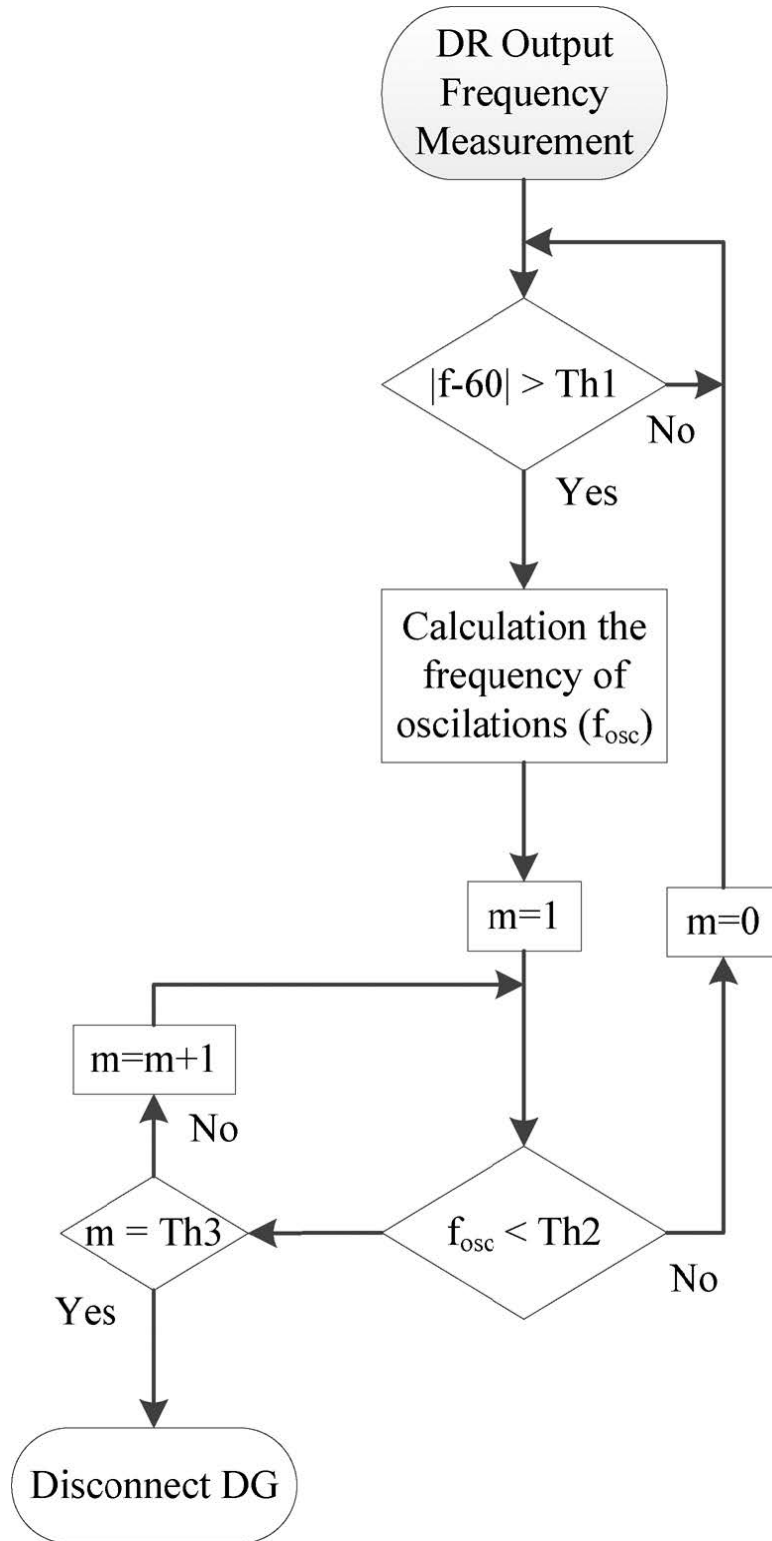 DR Output
Frequency
Measurement
|f-60| > Th1
No
Yes
Calculation the
frequency of
oscilations (fosc)
m=1
m=0
m=m+1
No
m = Th3
fosc < Th2
No
Yes
Disconnect DG